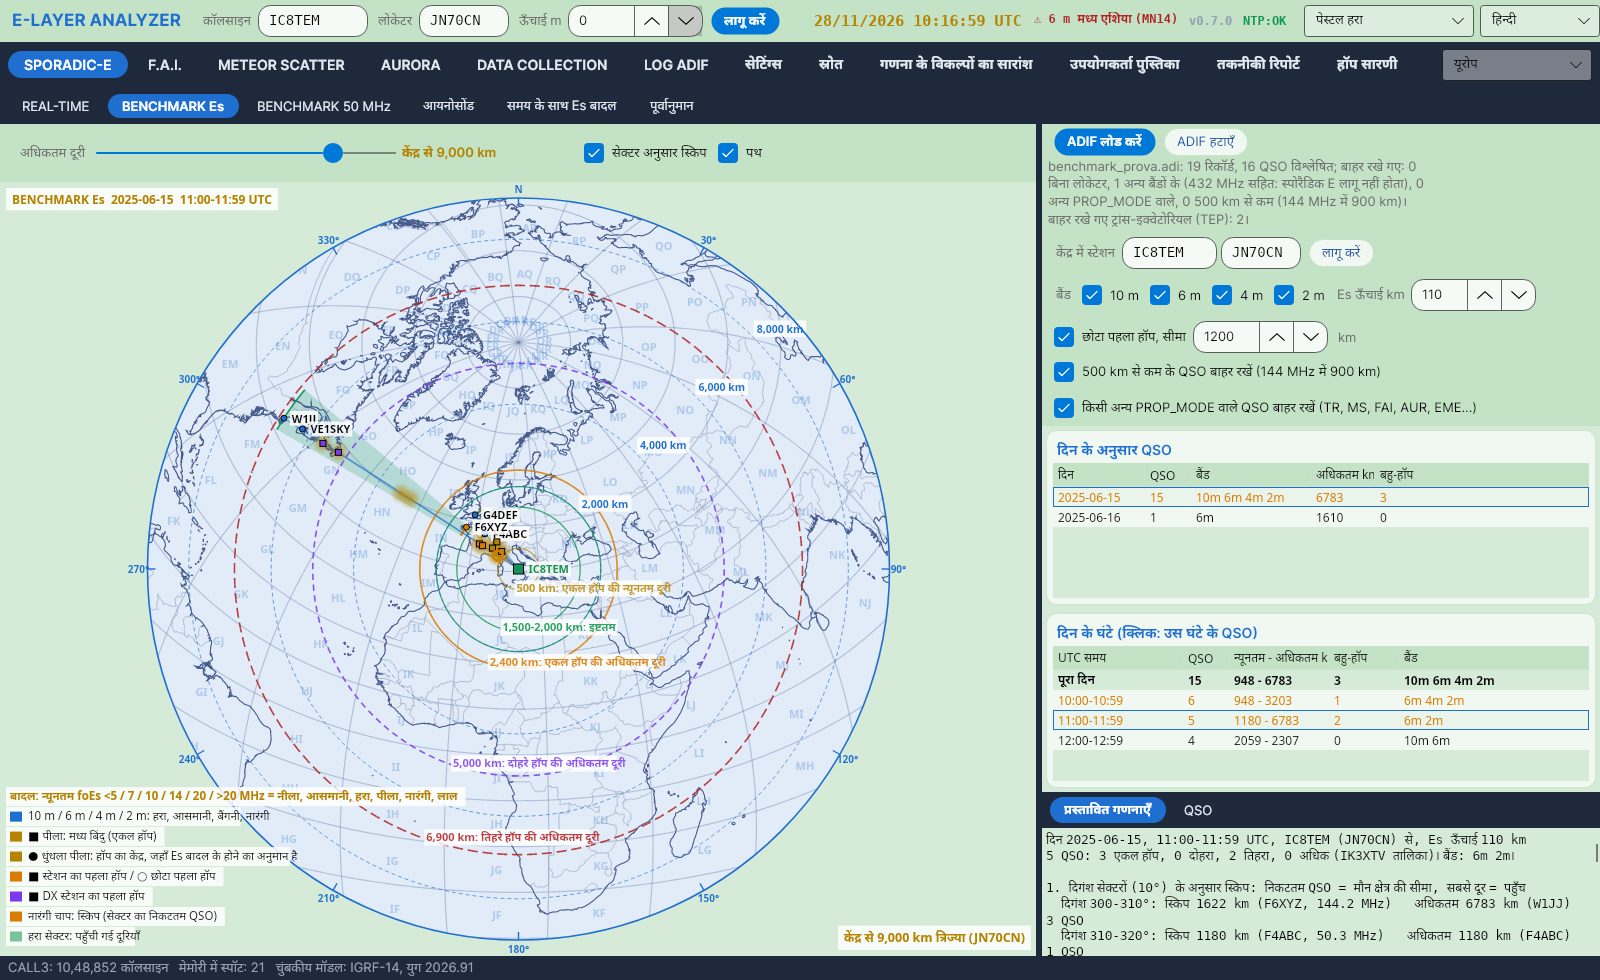 E-LAYER ANALYZER कॉलसाइन IC8TEM लोकेटर JN70CN ऊँचाई m 0 लागू करें 28/11/2026 10:16:59 UTC ⚠ 6 m मध्य एशिया (MN14) v0.7.0 NTP:OK पेस्टल हरा हिन्दी
SPORADIC-E F.A.I. METEOR SCATTER AURORA DATA COLLECTION LOG ADIF सेटिंग्स स्रोत गणना के विकल्पों का सारांश उपयोगकर्ता पुस्तिका तकनीकी रिपोर्ट हॉप सारणी यूरोप
REAL-TIME BENCHMARK Es BENCHMARK 50 MHz आयनोसोंड समय के साथ Es बादल पूर्वानुमान
अधिकतम दूरी केंद्र से 9,000 km सेक्टर अनुसार स्किप पथ
BENCHMARK Es 2025-06-15 11:00-11:59 UTC
N
330° 30°
300° 60°
270° 90°
240° 120°
210° 150°
180°
8,000 km
6,000 km
4,000 km
2,000 km
W1JJ
VE1SKY
G4DEF
F6XYZ
F4ABC
IC8TEM
500 km: एकल हॉप की न्यूनतम दूरी
1,500-2,000 km: इष्टतम
2,400 km: एकल हॉप की अधिकतम दूरी
5,000 km: दोहरे हॉप की अधिकतम दूरी
6,900 km: तिहरे हॉप की अधिकतम दूरी
बादल: न्यूनतम foEs <5 / 7 / 10 / 14 / 20 / >20 MHz = नीला, आसमानी, हरा, पीला, नारंगी, लाल
10 m / 6 m / 4 m / 2 m: हरा, आसमानी, बैंगनी, नारंगी
■ पीला: मध्य बिंदु (एकल हॉप)
● धुंधला पीला: हॉप का केंद्र, जहाँ Es बादल के होने का अनुमान है
■ स्टेशन का पहला हॉप / ○ छोटा पहला हॉप
■ DX स्टेशन का पहला हॉप
नारंगी चाप: स्किप (सेक्टर का निकटतम QSO)
हरा सेक्टर: पहुँची गई दूरियाँ
केंद्र से 9,000 km त्रिज्या (JN70CN)
ADIF लोड करें ADIF हटाएँ
benchmark_prova.adi: 19 रिकॉर्ड, 16 QSO विश्लेषित; बाहर रखे गए: 0
बिना लोकेटर, 1 अन्य बैंडों के (432 MHz सहित: स्पोरैडिक E लागू नहीं होता), 0
अन्य PROP_MODE वाले, 0 500 km से कम (144 MHz में 900 km)।
बाहर रखे गए ट्रांस-इक्वेटोरियल (TEP): 2।
केंद्र में स्टेशन IC8TEM JN70CN लागू करें
बैंड 10 m 6 m 4 m 2 m Es ऊँचाई km 110
छोटा पहला हॉप, सीमा 1200 km
500 km से कम के QSO बाहर रखें (144 MHz में 900 km)
किसी अन्य PROP_MODE वाले QSO बाहर रखें (TR, MS, FAI, AUR, EME...)
दिन के अनुसार QSO
दिन QSO बैंड अधिकतम km बहु-हॉप
2025-06-15 15 10m 6m 4m 2m 6783 3
2025-06-16 1 6m 1610 0
दिन के घंटे (क्लिक: उस घंटे के QSO)
UTC समय QSO न्यूनतम - अधिकतम k बहु-हॉप बैंड
पूरा दिन 15 948 - 6783 3 10m 6m 4m 2m
10:00-10:59 6 948 - 3203 1 6m 4m 2m
11:00-11:59 5 1180 - 6783 2 6m 2m
12:00-12:59 4 2059 - 2307 0 10m 6m
प्रस्तावित गणनाएँ QSO
दिन 2025-06-15, 11:00-11:59 UTC, IC8TEM (JN70CN) से, Es ऊँचाई 110 km
5 QSO: 3 एकल हॉप, 0 दोहरा, 2 तिहरा, 0 अधिक (IK3XTV तालिका)। बैंड: 6m 2m।
1. दिगंश सेक्टरों (10°) के अनुसार स्किप: निकटतम QSO = मौन क्षेत्र की सीमा, सबसे दूर = पहुँच
दिगंश 300-310°: स्किप 1622 km (F6XYZ, 144.2 MHz) अधिकतम 6783 km (W1JJ)
3 QSO
दिगंश 310-320°: स्किप 1180 km (F4ABC, 50.3 MHz) अधिकतम 1180 km (F4ABC)
1 QSO
CALL3: 10,48,852 कॉलसाइन मेमोरी में स्पॉट: 21 चुंबकीय मॉडल: IGRF-14, युग 2026.91